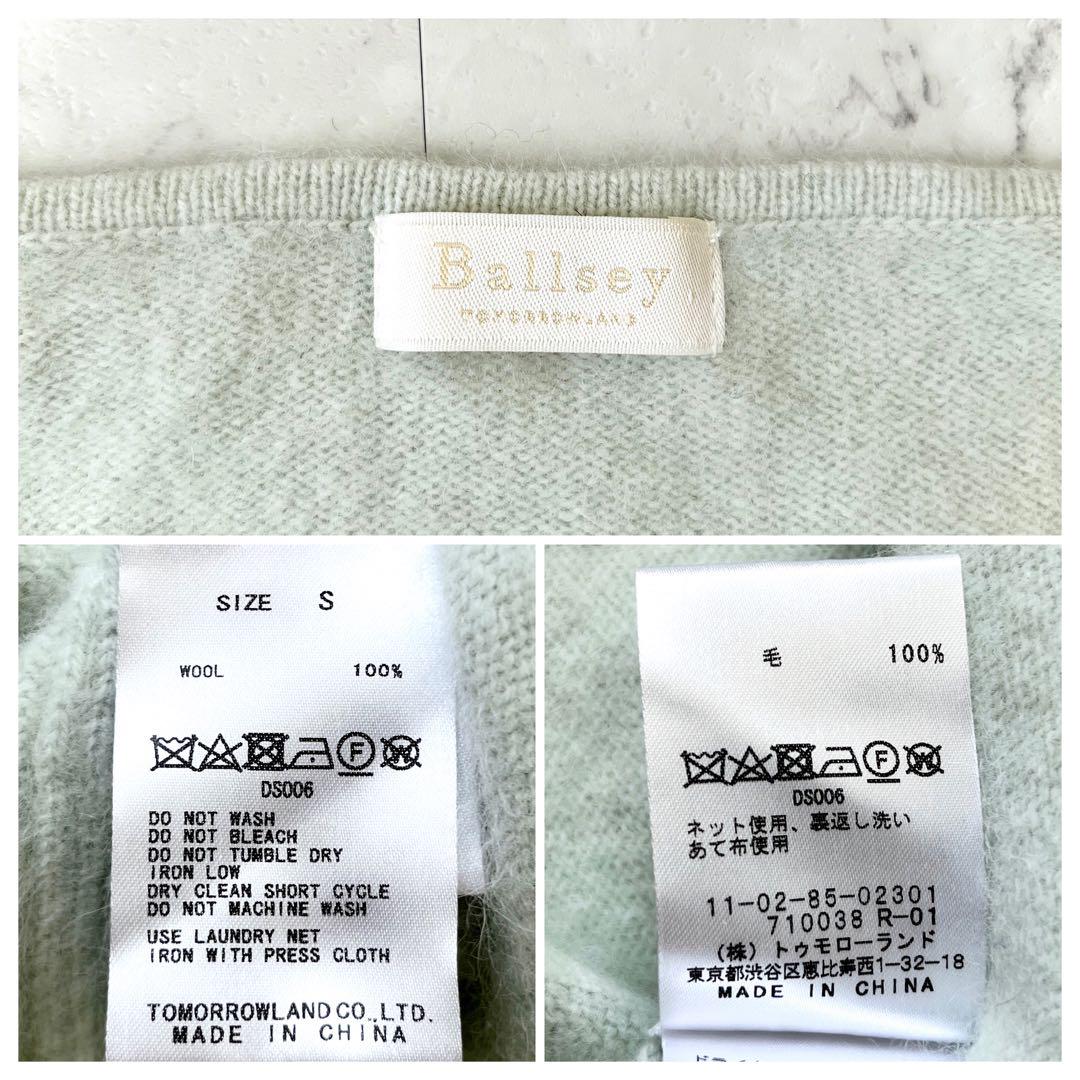 Ballsey
TOMORROWLAND
SIZE S
WOOL 100%
F W
DS006
DO NOT WASH
DO NOT BLEACH
DO NOT TUMBLE DRY
IRON LOW
DRY CLEAN SHORT CYCLE
DO NOT MACHINE WASH
USE LAUNDRY NET
IRON WITH PRESS CLOTH
TOMORROWLAND CO.,LTD.
MADE IN CHINA
毛 100%
F W
DS006
ネット使用、裏返し洗い
あて布使用
11-02-85-02301
710038 R-01
(株)トゥモローランド
東京都渋谷区恵比寿西1-32-18
MADE IN CHINA